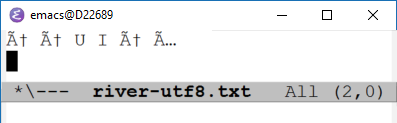 emacs@D22689
Ã† Ã† U I Ã† Ã…
*\--- river-utf8.txt All (2,0)